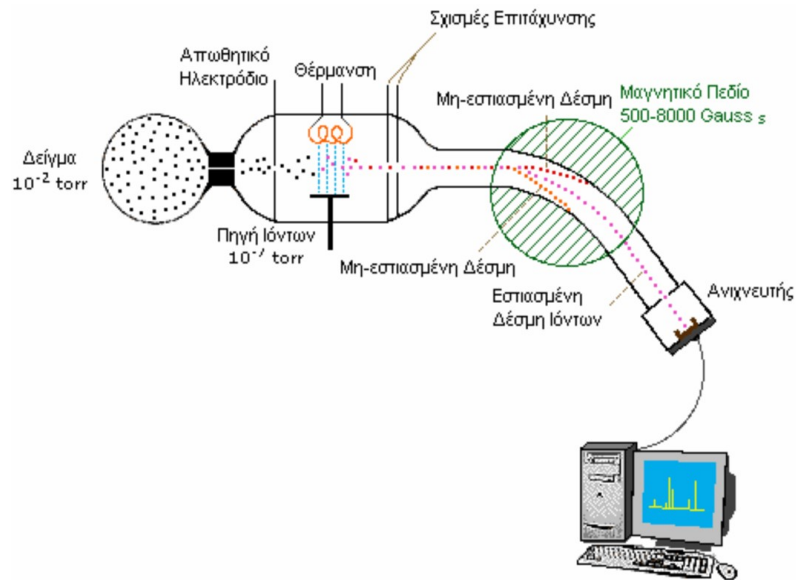 Σχισμές Επιτάχυνσης
Απωθητικό
Ηλεκτρόδιο
Θέρμανση
Μη-εστιασμένη Δέσμη
Μαγνητικό Πεδίο
500-8000 Gauss s
Δείγμα
10⁻² torr
Πηγή Ιόντων
10⁻⁷ torr
Μη-εστιασμένη Δέσμη
Εστιασμένη
Δέσμη Ιόντων
Ανιχνευτής